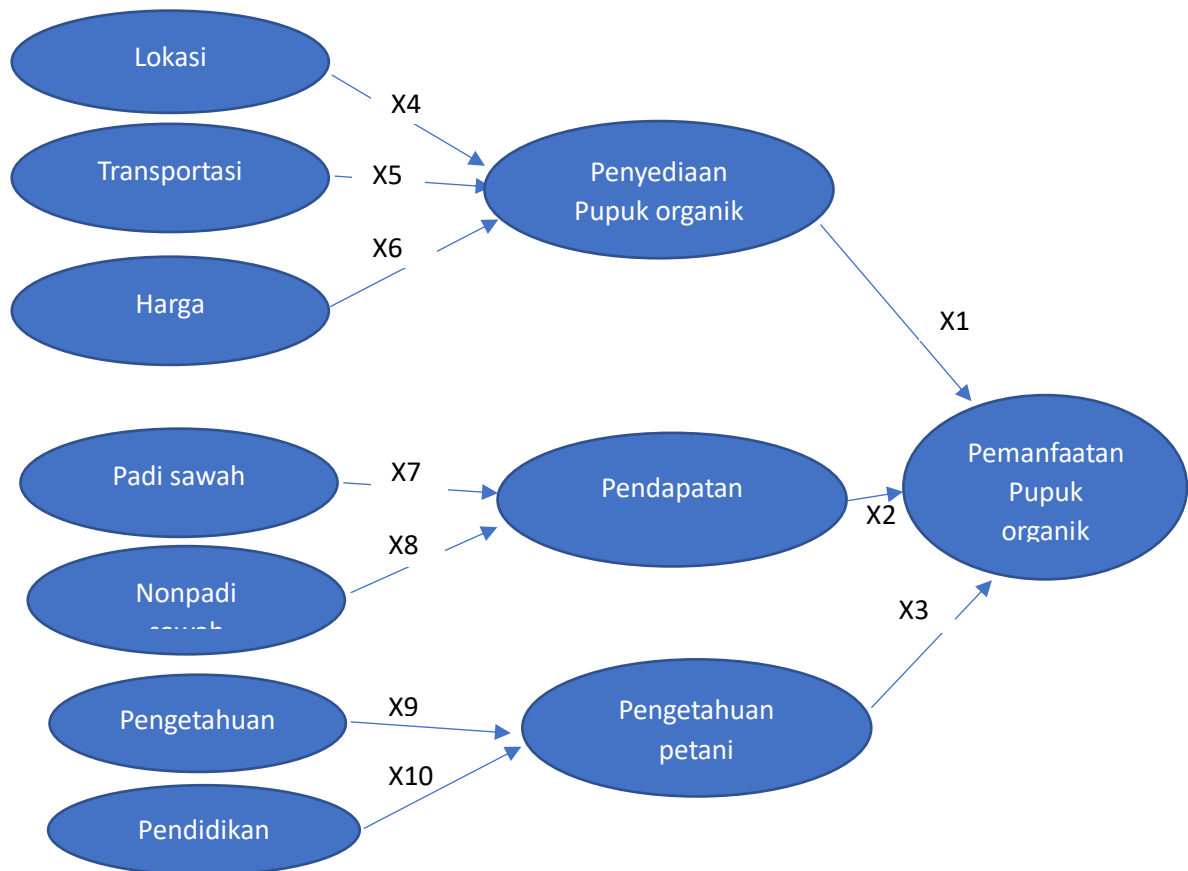 Lokasi
X4
Transportasi
X5
Penyediaan
Pupuk organik
X6
Harga
X1
Padi sawah
X7
Pendapatan
X2
Pemanfaatan
Pupuk
organik
X8
Nonpadi
sawah
X3
Pengetahuan
X9
Pengetahuan
petani
X10
Pendidikan